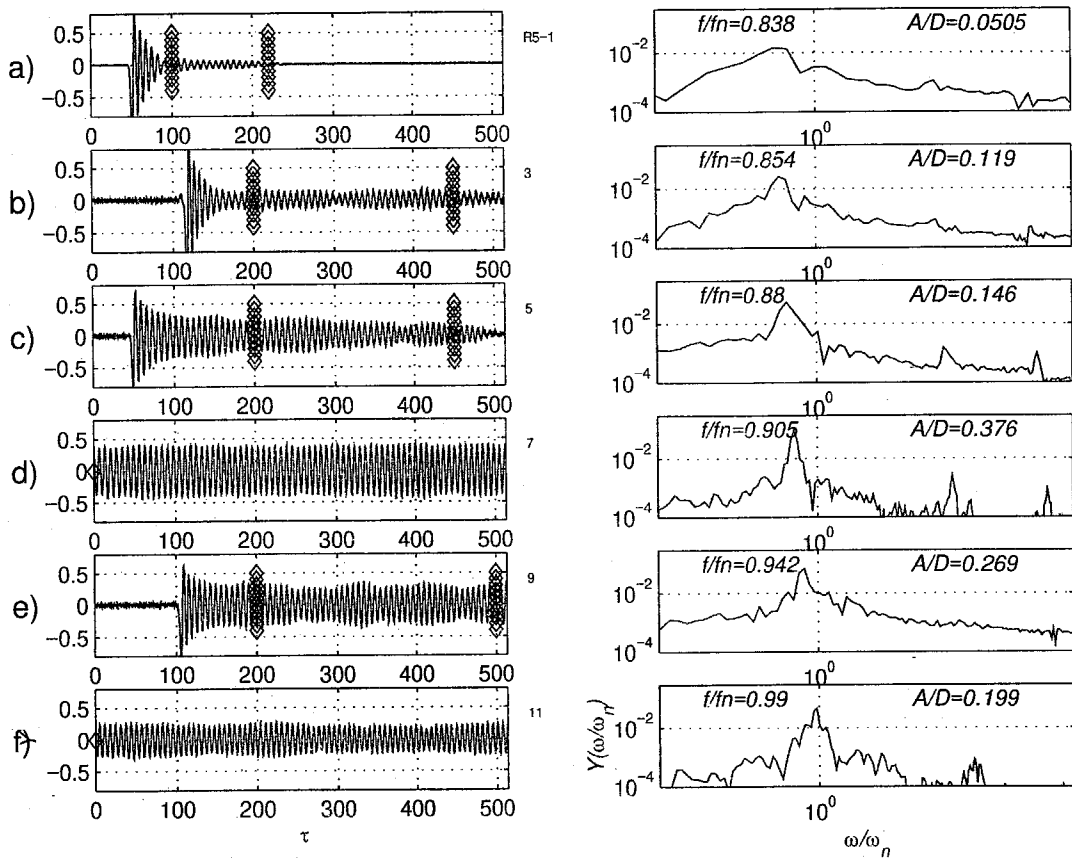 a)
0.5
0
−0.5
0 100 200 300 400 500
R5-1
f/fn=0.838 A/D=0.0505
10^-2
10^-4
10^0
b)
0.5
0
−0.5
0 100 200 300 400 500
3
f/fn=0.854 A/D=0.119
10^-2
10^-4
10^0
c)
0.5
0
−0.5
0 100 200 300 400 500
5
f/fn=0.88 A/D=0.146
10^-2
10^-4
10^0
d)
0.5
0
−0.5
0 100 200 300 400 500
7
f/fn=0.905 A/D=0.376
10^-2
10^-4
10^0
e)
0.5
0
−0.5
0 100 200 300 400 500
9
f/fn=0.942 A/D=0.269
10^-2
10^-4
10^0
f)
0.5
0
−0.5
0 100 200 300 400 500
τ
11
f/fn=0.99 A/D=0.199
Y(ω/ω_n)
10^-2
10^-4
10^0
ω/ω_n